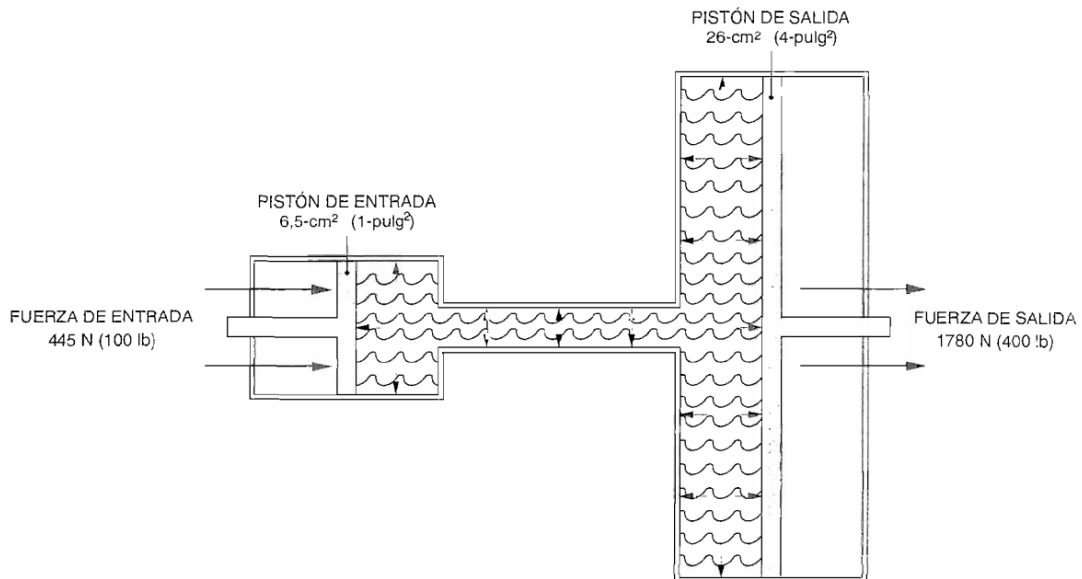 PISTÓN DE SALIDA
26-cm² (4-pulg²)
PISTÓN DE ENTRADA
6,5-cm² (1-pulg²)
FUERZA DE ENTRADA
445 N (100 lb)
FUERZA DE SALIDA
1780 N (400 lb)